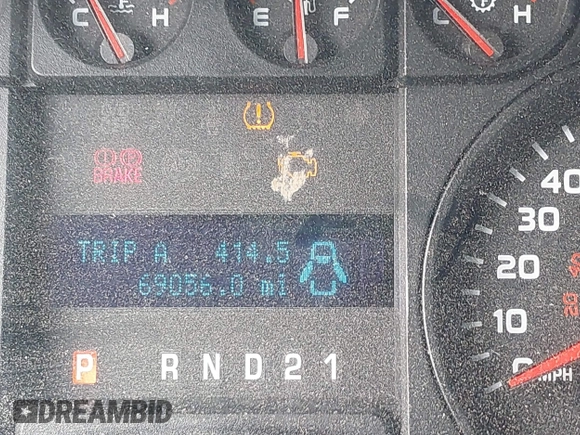 C H E F C H
BRAKE
TRIP A 414.5
69056.0 mi
P R N D 2 1
40
30
20
10
0 MPH
DREAMBID